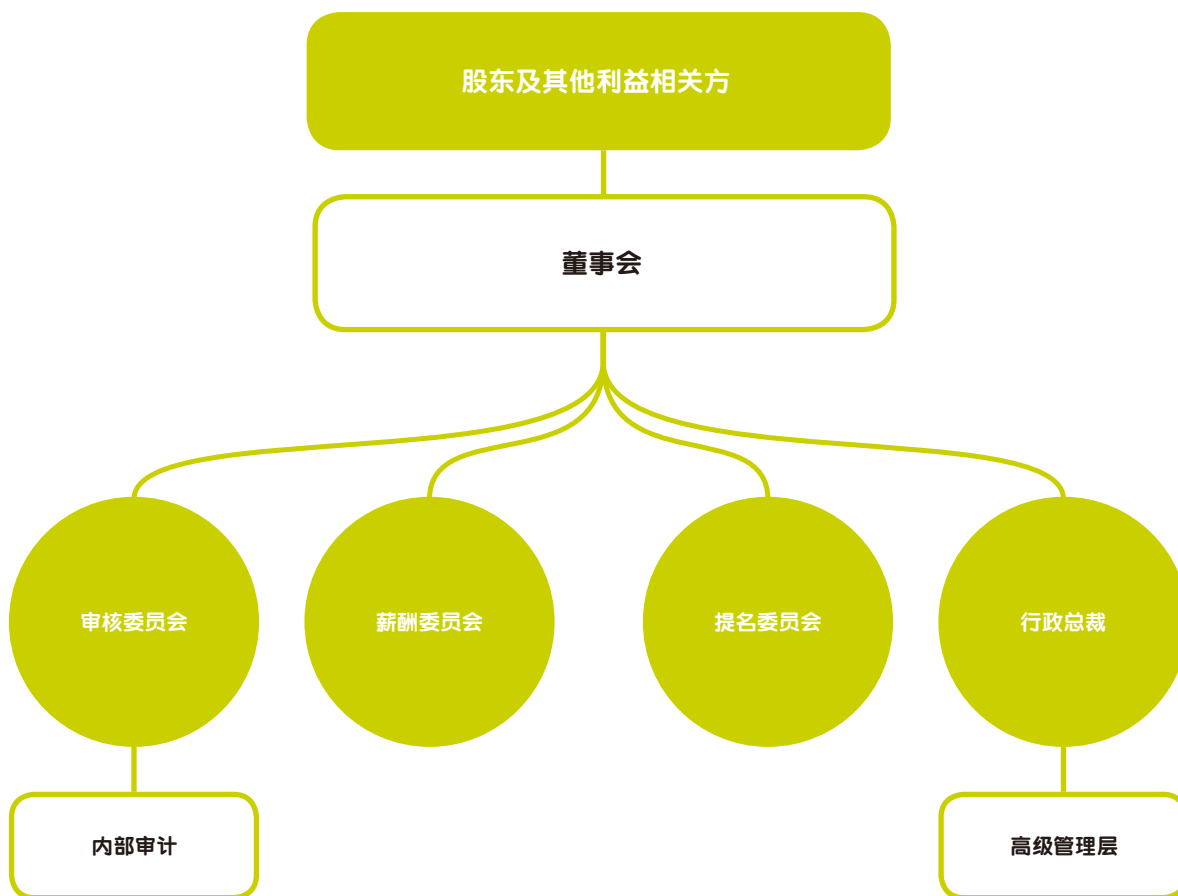 股东及其他利益相关方
董事会
审核委员会
薪酬委员会
提名委员会
行政总裁
内部审计
高级管理层